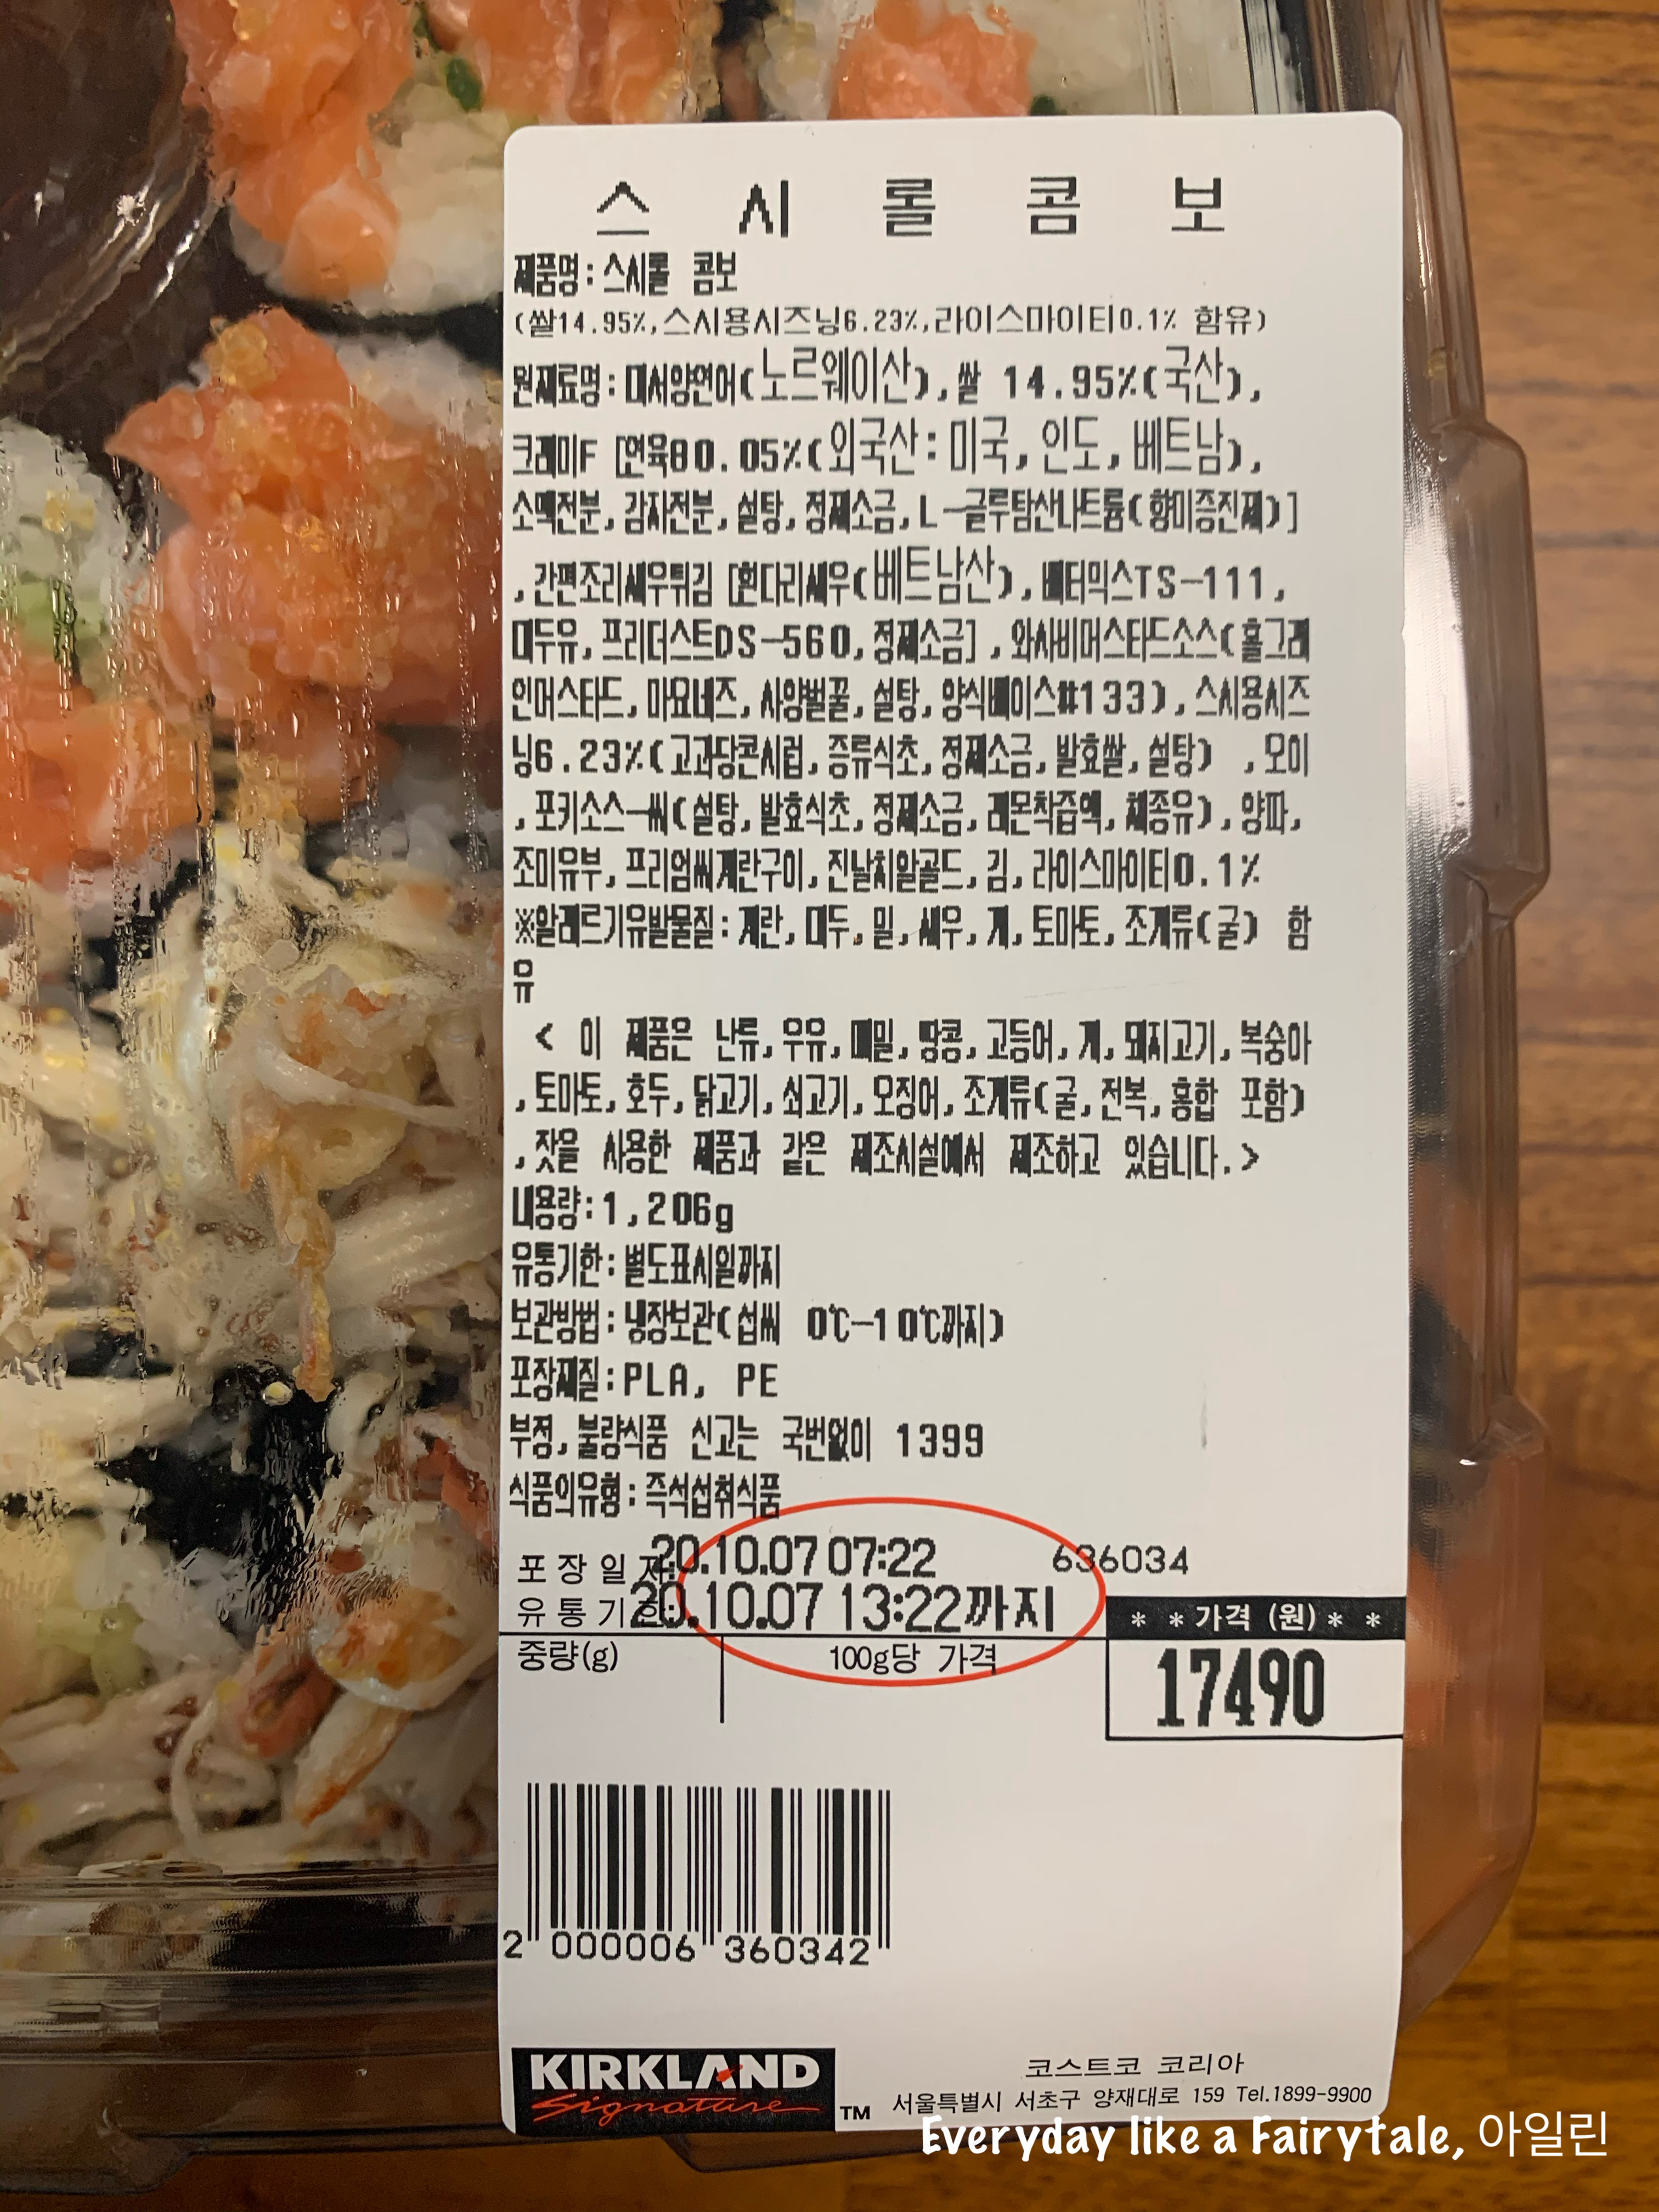 스시롤콤보
제품명:스시롤 콤보
(쌀14.95%,스시용시즈닝6.23%,라이스마이티0.1% 함유)
원재료명:대서양연어(노르웨이산),쌀 14.95%(국산),
크래미F [연육80.05%(외국산:미국,인도,베트남),
소맥전분,감자전분,설탕,정제소금,L-글루탐산나트륨(향미증진제)]
,간편조리새우튀김 [흰다리새우(베트남산),배터믹스TS-111,
대두유,프리더스트DS-560,정제소금],와사비머스타드소스(홀그레
인머스타드,마요네즈,사양벌꿀,설탕,양식베이스#133),스시용시즈
닝6.23%(고과당콘시럽,증류식초,정제소금,발효쌀,설탕) ,오이
,포키소스-씨(설탕,발효식초,정제소금,레몬착즙액,채종유),양파,
조미유부,프리엄씨계란구이,진날치알골드,김,라이스마이티0.1%
※알레르기유발물질:계란,대두,밀,새우,게,토마토,조개류(굴) 함
유
< 이 제품은 난류,우유,메밀,땅콩,고등어,게,돼지고기,복숭아
,토마토,호두,닭고기,쇠고기,오징어,조개류(굴,전복,홍합 포함)
,잣을 사용한 제품과 같은 제조시설에서 제조하고 있습니다.>
내용량:1,206g
유통기한:별도표시일까지
보관방법:냉장보관(섭씨 0℃-10℃까지)
포장재질:PLA, PE
부정,불량식품 신고는 국번없이 1399
식품의유형:즉석섭취식품
포장일자:20.10.07 07:22 636034
유통기한:20.10.07 13:22까지
* * 가격 (원) * *
중량(g) 100g당 가격
17490
2 000006 360342
KIRKLAND
Signature TM
코스트코 코리아
서울특별시 서초구 양재대로 159 Tel.1899-9900
Everyday like a Fairytale, 아일린